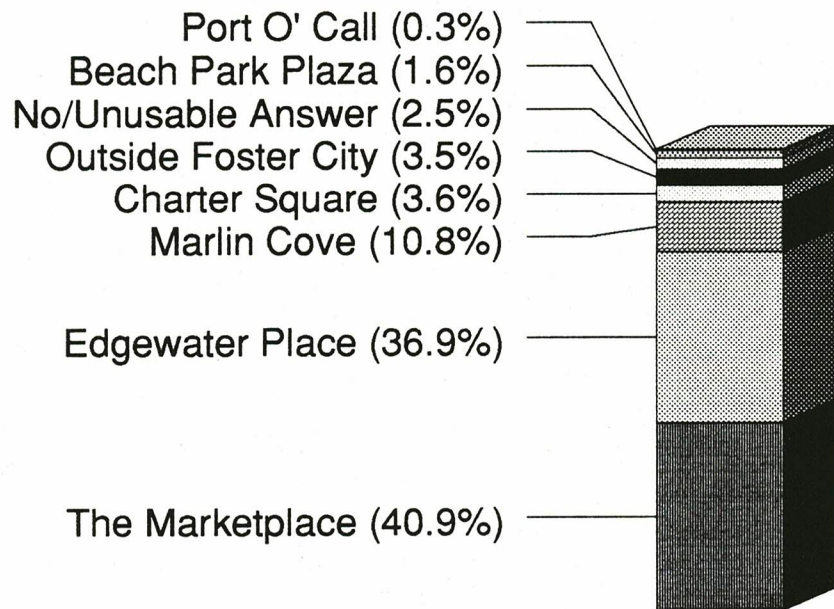 Port O' Call (0.3%)
Beach Park Plaza (1.6%)
No/Unusable Answer (2.5%)
Outside Foster City (3.5%)
Charter Square (3.6%)
Marlin Cove (10.8%)
Edgewater Place (36.9%)
The Marketplace (40.9%)